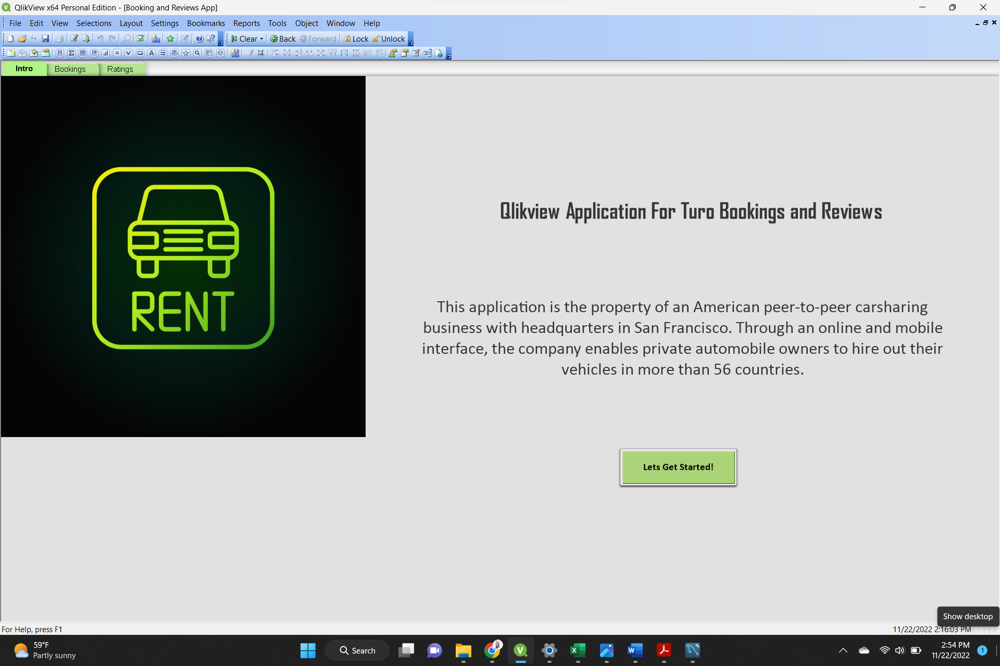 QlikView x64 Personal Edition - [Booking and Reviews App]
File Edit View Selections Layout Settings Bookmarks Reports Tools Object Window Help
Clear Back Forward Lock Unlock
Intro Bookings Ratings
RENT
Qlikview Application For Turo Bookings and Reviews
This application is the property of an American peer-to-peer carsharing
business with headquarters in San Francisco. Through an online and mobile
interface, the company enables private automobile owners to hire out their
vehicles in more than 56 countries.
Lets Get Started!
Show desktop
For Help, press F1
11/22/2022 2:16:03 PM
59°F
Partly sunny
Search
2:54 PM
11/22/2022
1